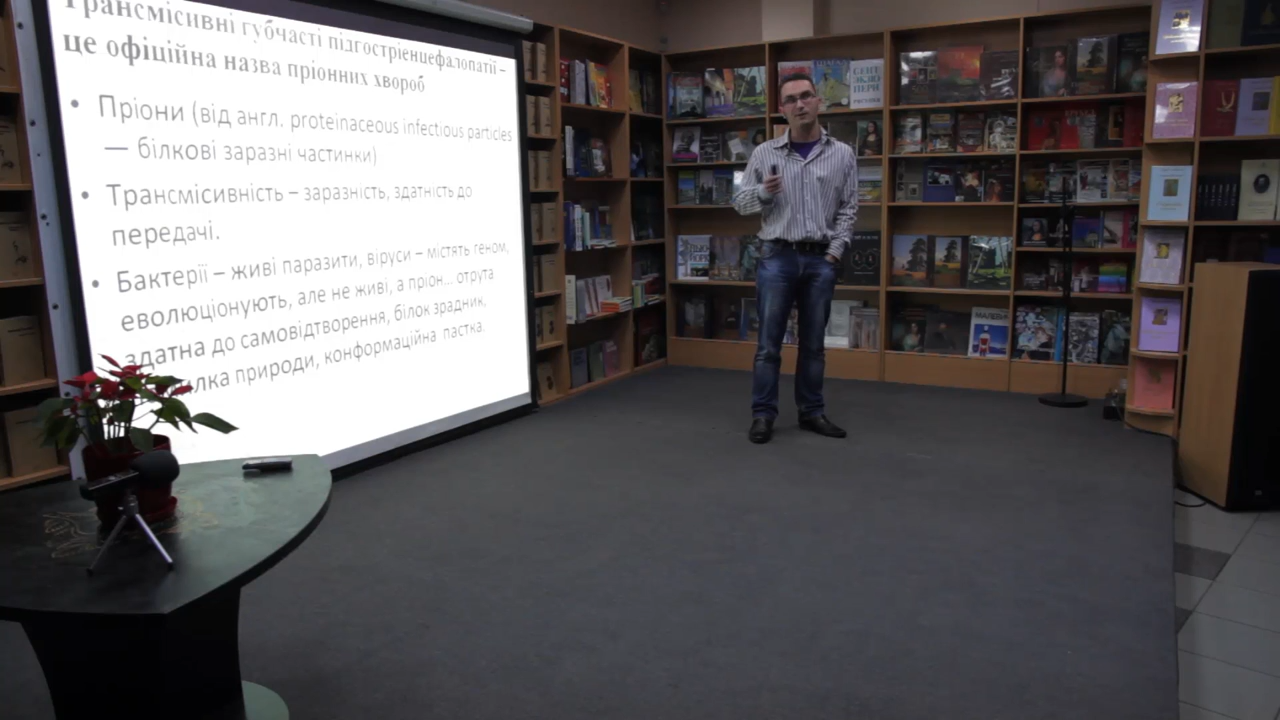 Трансмісивні губчасті підгостріенцефалопатії –
це офіційна назва пріонних хвороб
• Пріони (від англ. proteinaceous infectious particles
— білкові заразні частинки)
• Трансмісивність – заразність, здатність до
передачі.
• Бактерії – живі паразити, віруси – містять геном,
еволюціонують, але не живі, а пріон... отрута
здатна до самовідтворення, білок зрадник,
природи, конформаційна пастка.
МАЛЕВИЧ